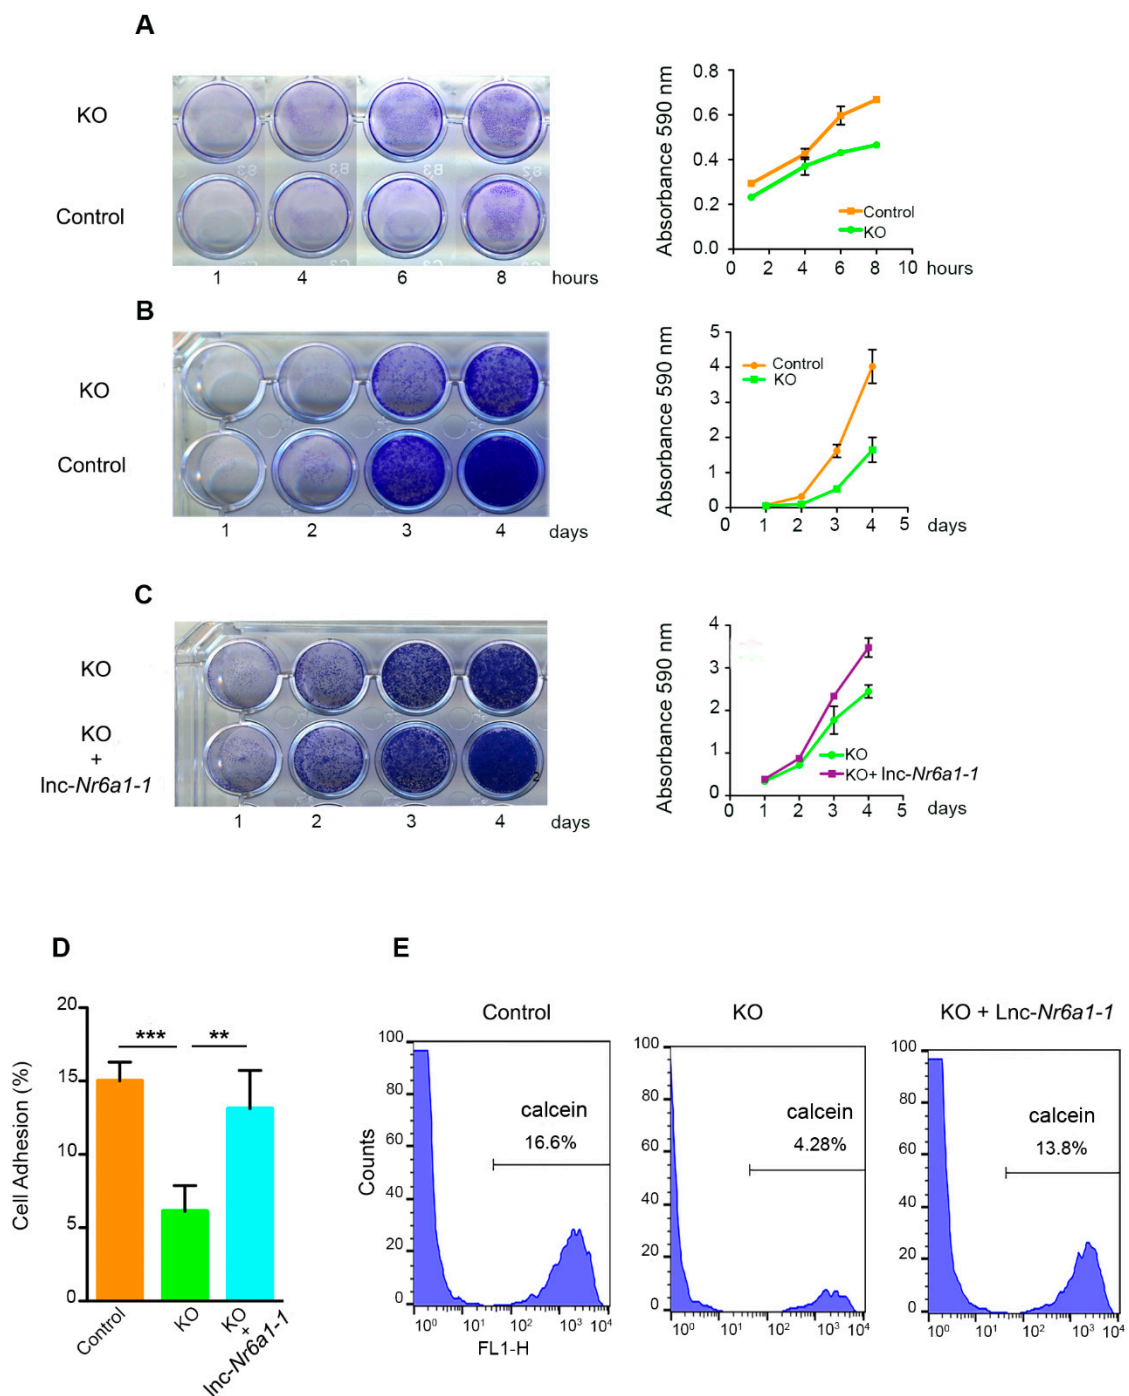 A
KO
Control
1 4 6 8 hours
Absorbance 590 nm
0.8
0.6
0.4
0.2
0.0
0 2 4 6 8 10 hours
Control
KO
B
KO
Control
1 2 3 4 days
Absorbance 590 nm
5
4
3
2
1
0
0 1 2 3 4 5 days
Control
KO
C
KO
KO
+
lnc-Nr6a1-1
1 2 3 4 days
2
Absorbance 590 nm
4
3
2
1
0
0 1 2 3 4 5 days
KO
KO+ lnc-Nr6a1-1
D
Cell Adhesion (%)
20
15
10
5
0
*** **
Control
KO
KO
+
lnc-Nr6a1-1
E
Control
Counts
100
80
60
40
20
0
calcein
16.6%
10⁰ 10¹ 10² 10³ 10⁴
FL1-H
KO
100
80
60
40
20
0
calcein
4.28%
10⁰ 10¹ 10² 10³ 10⁴
KO + Lnc-Nr6a1-1
100
80
60
40
20
0
calcein
13.8%
10⁰ 10¹ 10² 10³ 10⁴